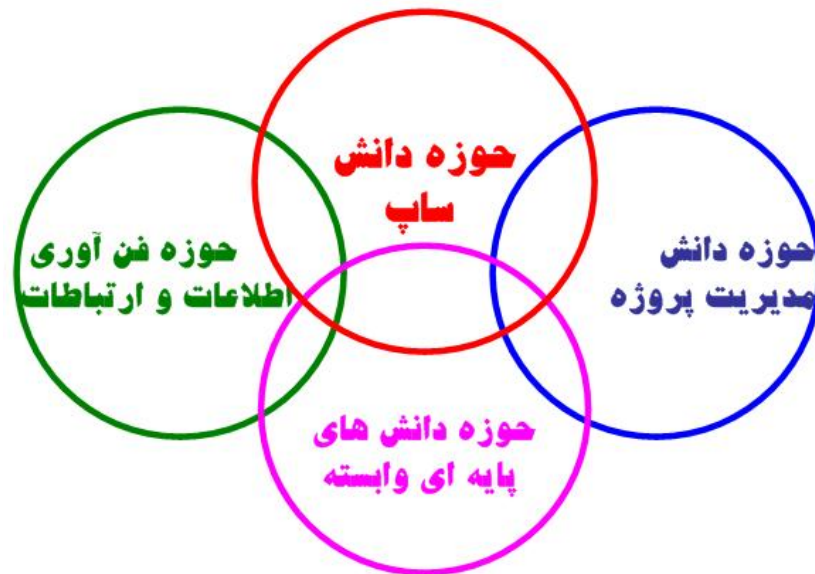 حوزه دانش
ساپ
حوزه دانش
مدیریت پروژه
حوزه فن آوری
اطلاعات و ارتباطات
حوزه دانش های
پایه ای وابسته